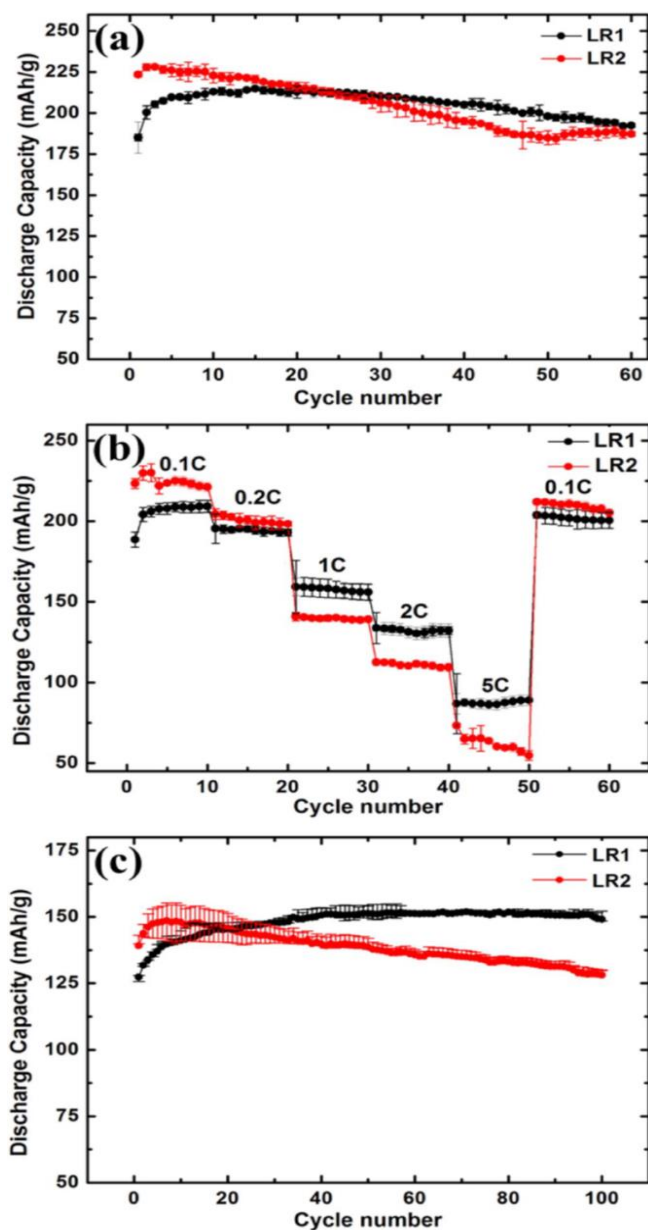 (a)
LR1
LR2
Discharge Capacity (mAh/g)
250
225
200
175
150
125
100
75
50
0
10
20
30
40
50
60
Cycle number
(b)
LR1
LR2
0.1C
0.2C
1C
2C
5C
0.1C
Discharge Capacity (mAh/g)
250
200
150
100
50
0
10
20
30
40
50
60
Cycle number
(c)
LR1
LR2
Discharge Capacity (mAh/g)
175
150
125
100
75
50
0
20
40
60
80
100
Cycle number